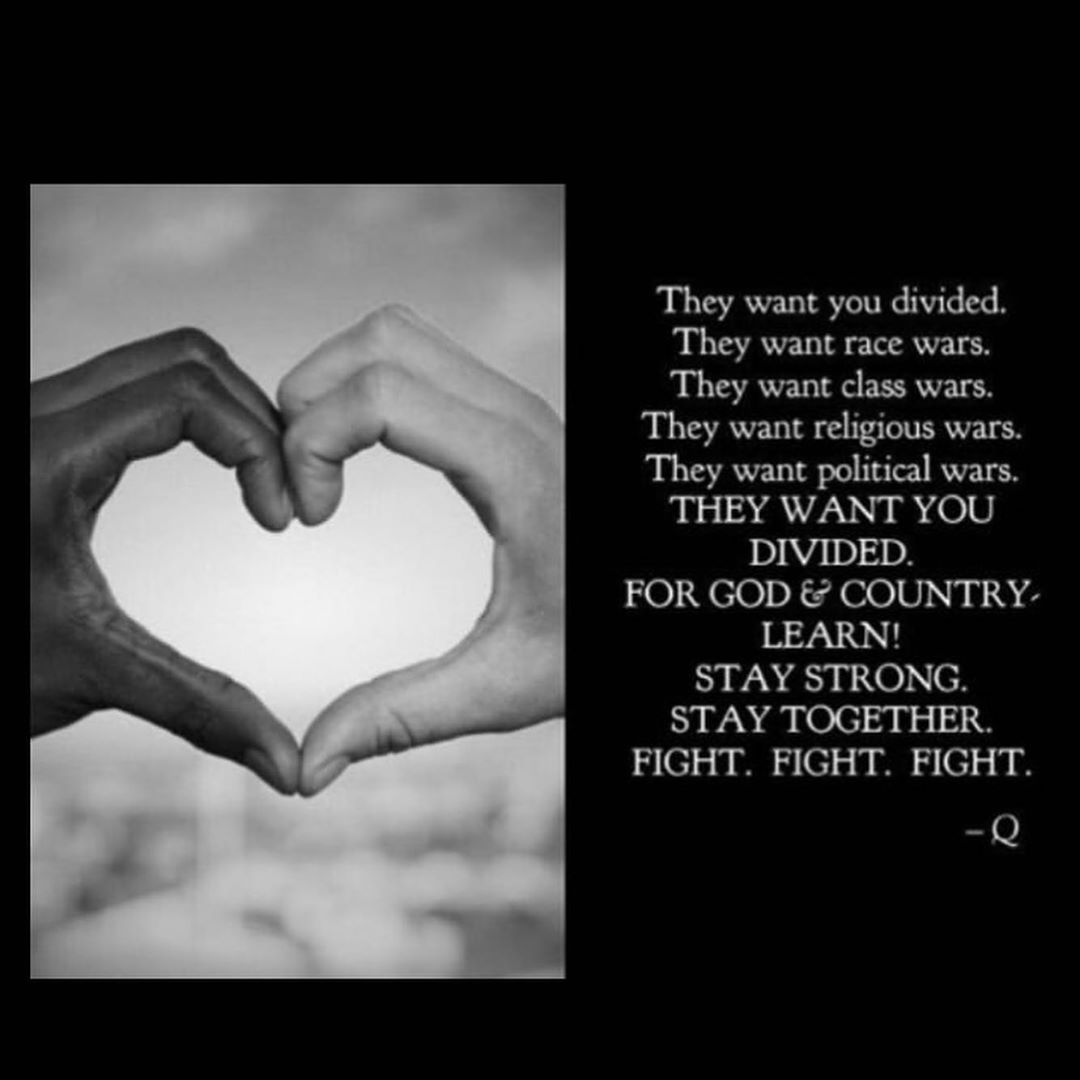 They want you divided.
They want race wars.
They want class wars.
They want religious wars.
They want political wars.
THEY WANT YOU
DIVIDED.
FOR GOD & COUNTRY-
LEARN!
STAY STRONG.
STAY TOGETHER.
FIGHT. FIGHT. FIGHT.
– Q